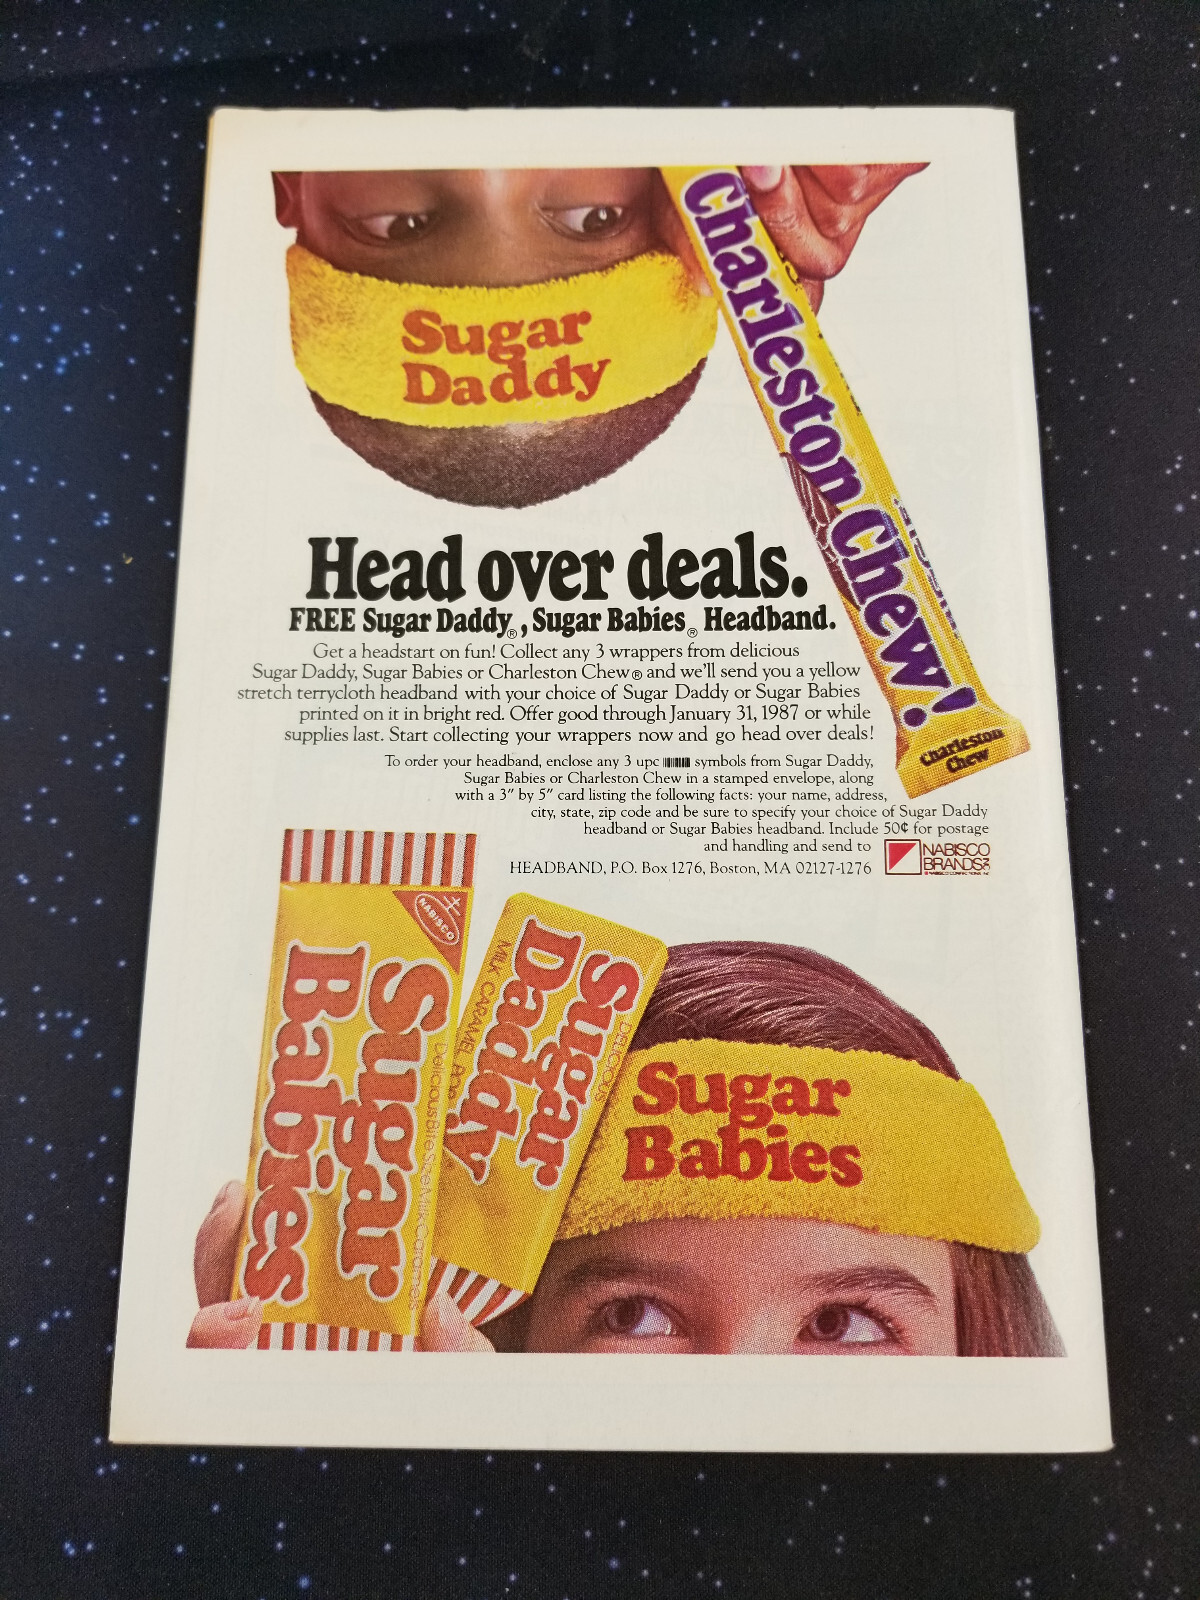 Sugar
Daddy
Charleston Chew!
Charleston
Chew
Head over deals.
FREE Sugar Daddy®, Sugar Babies® Headband.
Get a headstart on fun! Collect any 3 wrappers from delicious
Sugar Daddy, Sugar Babies or Charleston Chew® and we'll send you a yellow
stretch terrycloth headband with your choice of Sugar Daddy or Sugar Babies
printed on it in bright red. Offer good through January 31, 1987 or while
supplies last. Start collecting your wrappers now and go head over deals!
To order your headband, enclose any 3 upc symbols from Sugar Daddy,
Sugar Babies or Charleston Chew in a stamped envelope, along
with a 3″ by 5″ card listing the following facts: your name, address,
city, state, zip code and be sure to specify your choice of Sugar Daddy
headband or Sugar Babies headband. Include 50¢ for postage
and handling and send to
HEADBAND, P.O. Box 1276, Boston, MA 02127-1276
NABISCO
BRANDS
NABISCO
Sugar
Babies
Delicious Bite Size Milk Caramels
DELICIOUS
Sugar
Daddy
MILK CARAMEL POP
Sugar
Babies